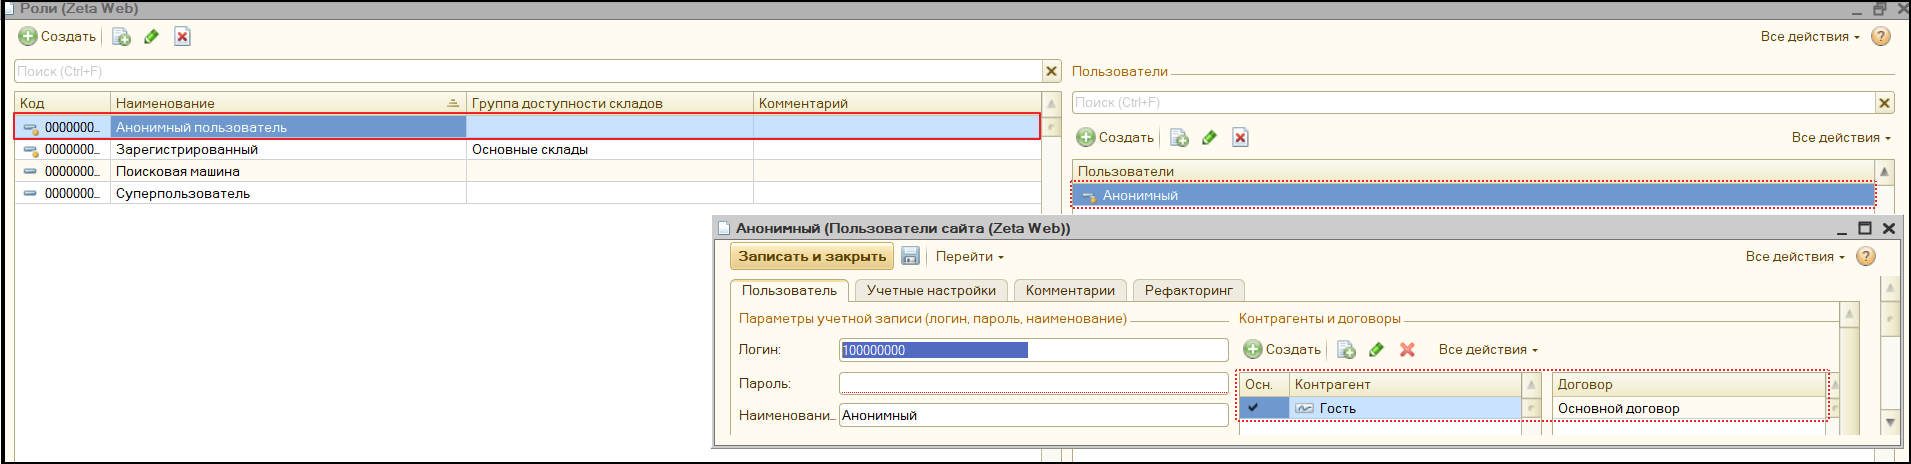 Роли (Zeta Web)
Создать
Все действия
Поиск (Ctrl+F)
Пользователи
Код Наименование Группа доступности складов Комментарий
Поиск (Ctrl+F)
0000000... Анонимный пользователь
0000000... Зарегистрированный Основные склады
0000000... Поисковая машина
0000000... Суперпользователь
Создать Все действия
Пользователи
Анонимный
Анонимный (Пользователи сайта (Zeta Web))
Записать и закрыть Перейти Все действия
Пользователь Учетные настройки Комментарии Рефакторинг
Параметры учетной записи (логин, пароль, наименование) Контрагенты и договоры
Логин: 100000000 Создать Все действия
Пароль: Осн. Контрагент Договор
Наименовани... Анонимный Гость Основной договор